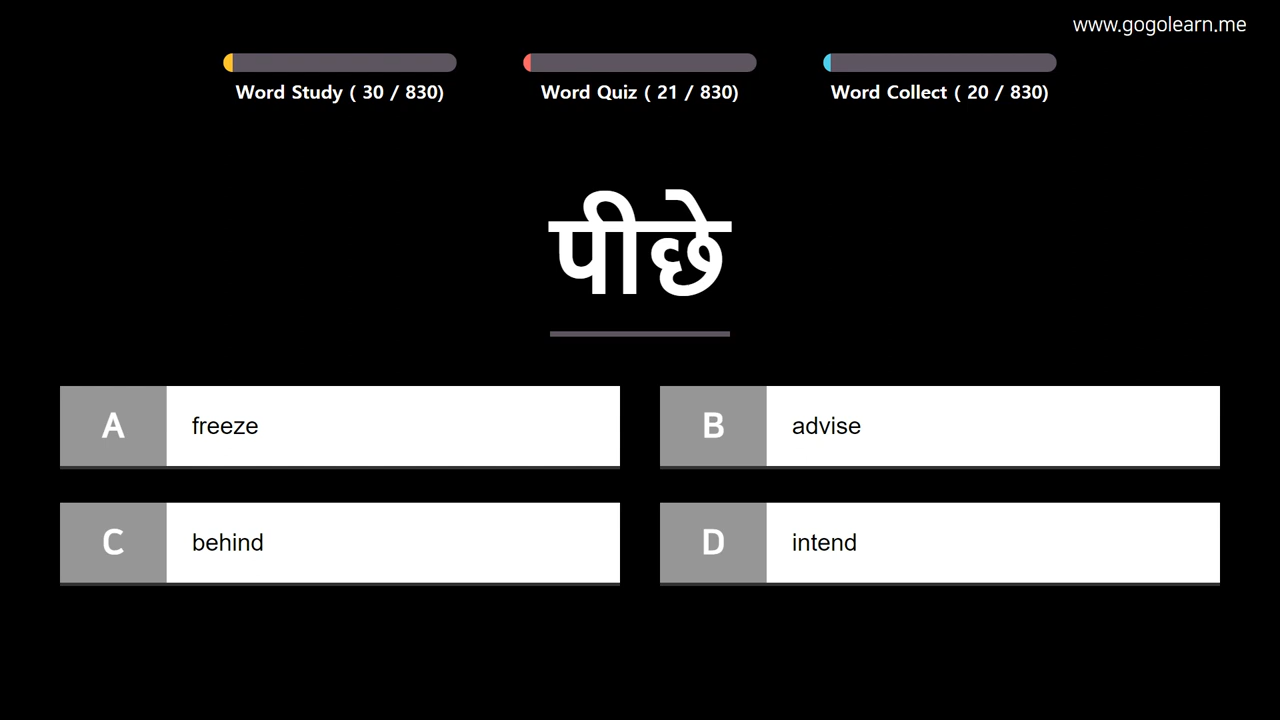 www.gogolearn.me
Word Study ( 30 / 830)
Word Quiz ( 21 / 830)
Word Collect ( 20 / 830)
पीछे
A freeze
B advise
C behind
D intend